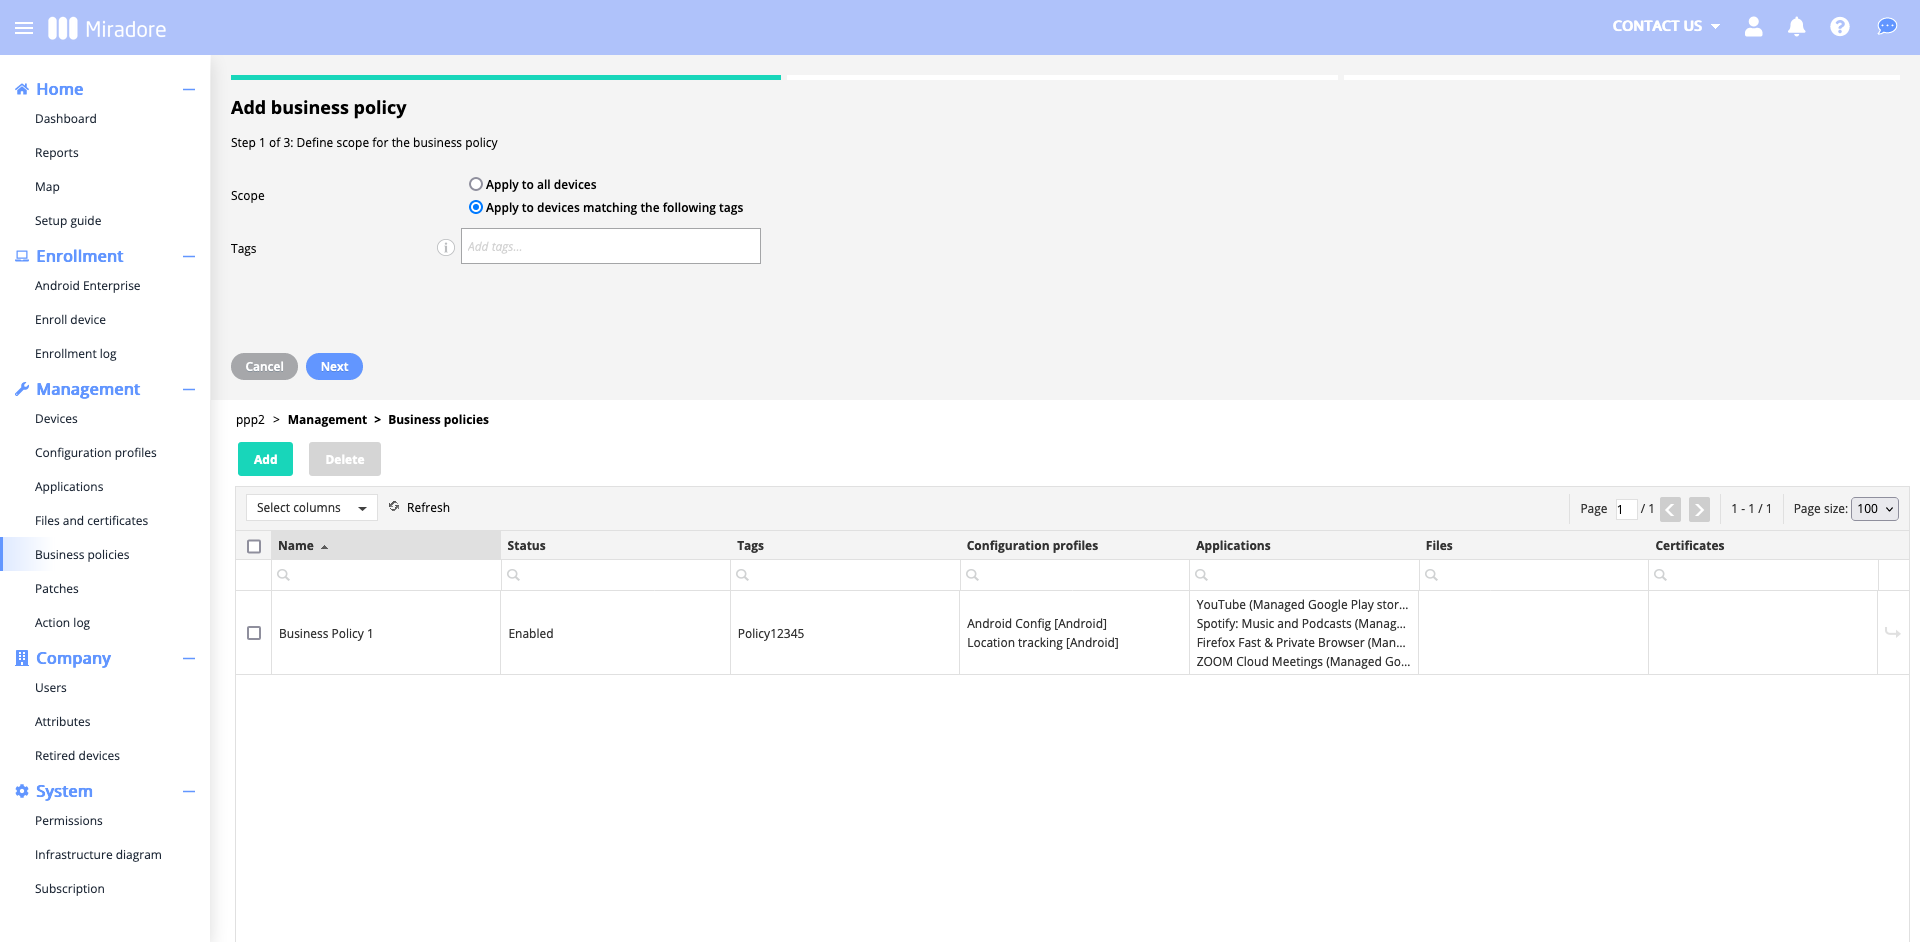 Miradore
CONTACT US
Home
Dashboard
Reports
Map
Setup guide
Enrollment
Android Enterprise
Enroll device
Enrollment log
Management
Devices
Configuration profiles
Applications
Files and certificates
Business policies
Patches
Action log
Company
Users
Attributes
Retired devices
System
Permissions
Infrastructure diagram
Subscription
Add business policy
Step 1 of 3: Define scope for the business policy
Scope
Apply to all devices
Apply to devices matching the following tags
Tags
Add tags...
Cancel Next
ppp2 > Management > Business policies
Add Delete
Select columns Refresh Page 1 / 1 1 - 1 / 1 Page size: 100
Name Status Tags Configuration profiles Applications Files Certificates
Business Policy 1
Enabled
Policy12345
Android Config [Android]
Location tracking [Android]
YouTube (Managed Google Play stor...
Spotify: Music and Podcasts (Manag...
Firefox Fast & Private Browser (Man...
ZOOM Cloud Meetings (Managed Go...